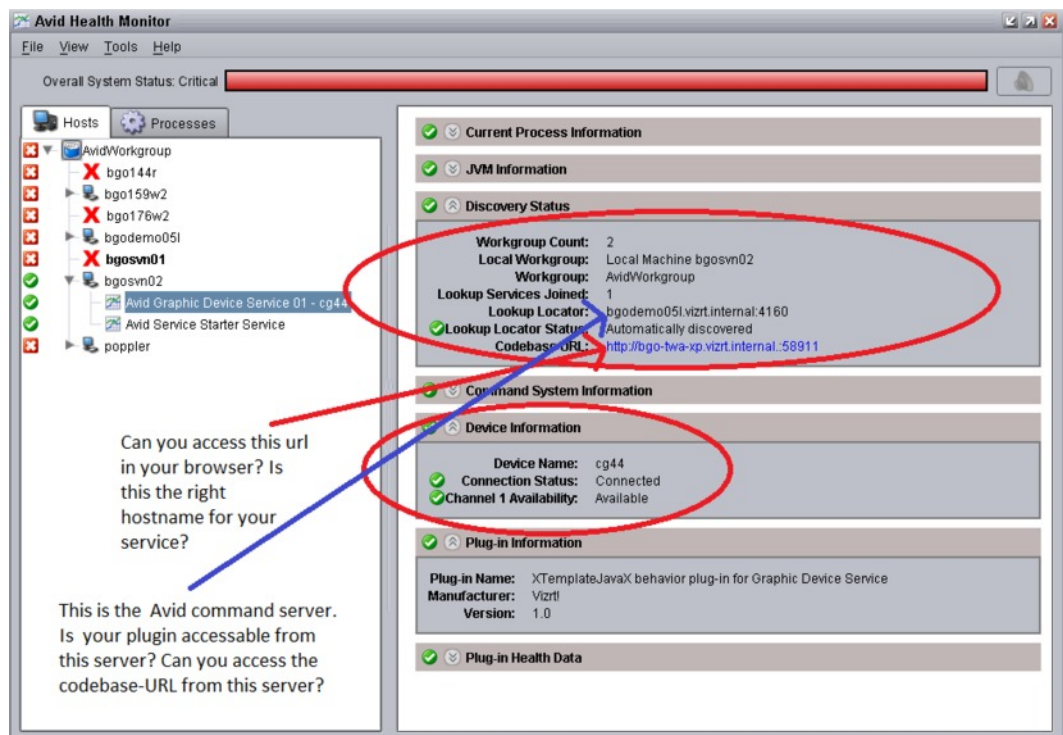 Avid Health Monitor
File View Tools Help
Overall System Status: Critical
Hosts Processes
AvidWorkgroup
bgo144r
bgo159w2
bgo176w2
bgodemo05l
bgosvn01
bgosvn02
Avid Graphic Device Service 01 - cg44
Avid Service Starter Service
poppler
Can you access this url
in your browser? Is
this the right
hostname for your
service?
This is the Avid command server.
Is your plugin accessable from
this server? Can you access the
codebase-URL from this server?
Current Process Information
JVM Information
Discovery Status
Workgroup Count: 2
Local Workgroup: Local Machine bgosvn02
Workgroup: AvidWorkgroup
Lookup Services Joined: 1
Lookup Locator: bgodemo05l.vizrt.internal:4160
Lookup Locator Status: Automatically discovered
Codebase URL: http://bgo-twa-xp.vizrt.internal.:58911
Command System Information
Device Information
Device Name: cg44
Connection Status: Connected
Channel 1 Availability: Available
Plug-in Information
Plug-in Name: XTemplateJavaX behavior plug-in for Graphic Device Service
Manufacturer: Vizrt!
Version: 1.0
Plug-in Health Data